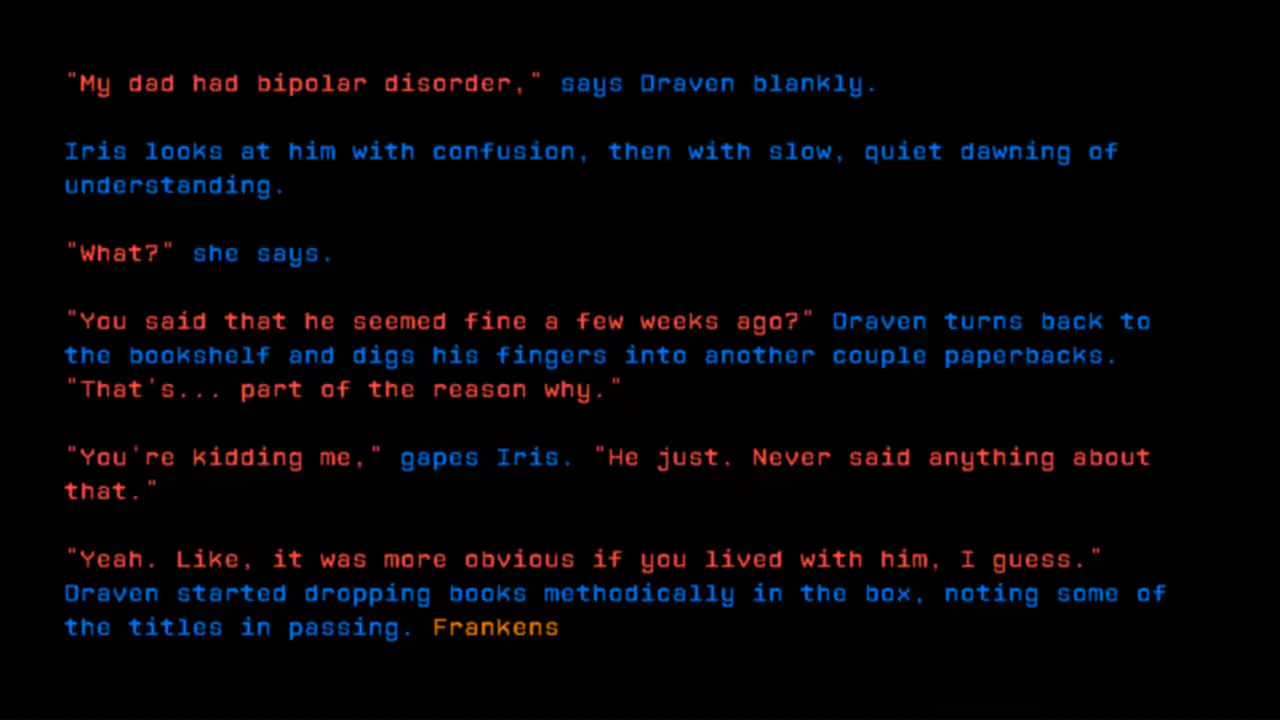 "My dad had bipolar disorder," says Draven blankly.
Iris looks at him with confusion, then with slow, quiet dawning of
understanding.
"What?" she says.
"You said that he seemed fine a few weeks ago?" Draven turns back to
the bookshelf and digs his fingers into another couple paperbacks.
"That's... part of the reason why."
"You're kidding me," gapes Iris. "He just. Never said anything about
that."
"Yeah. Like, it was more obvious if you lived with him, I guess."
Draven started dropping books methodically in the box, noting some of
the titles in passing. Frankens